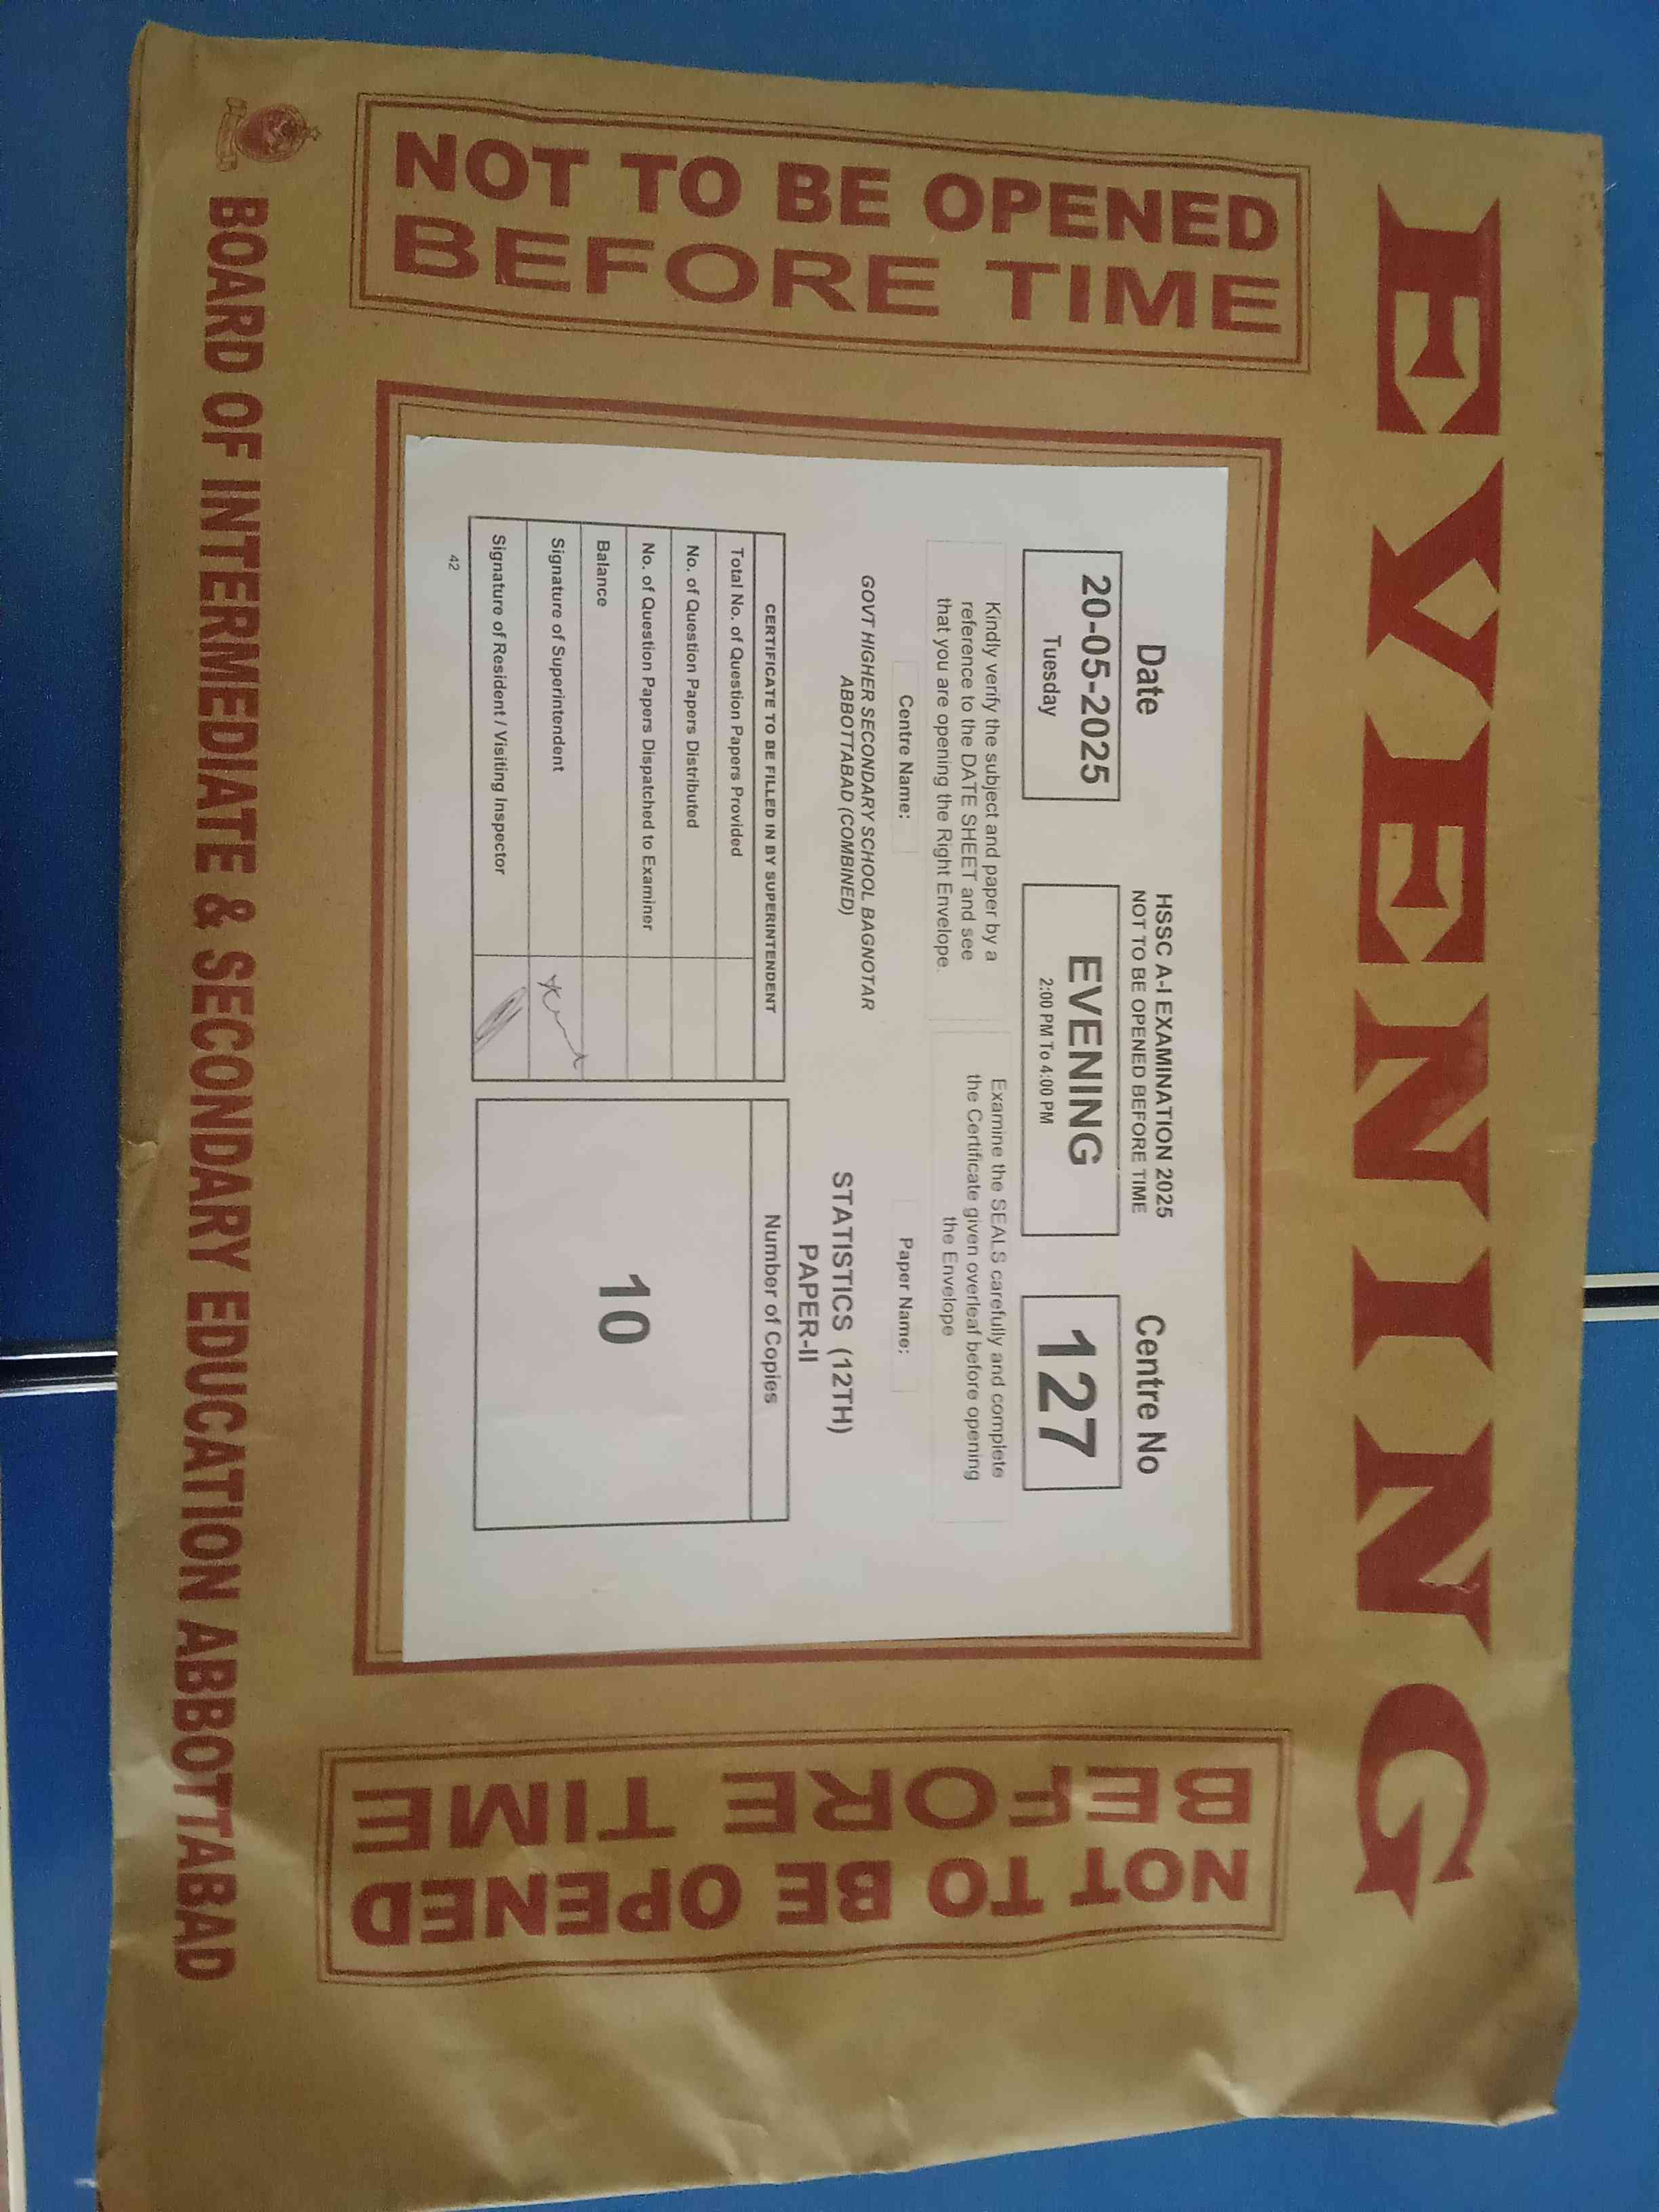 EVENING
NOT TO BE OPENED
BEFORE TIME
HSSC A-I EXAMINATION 2025
NOT TO BE OPENED BEFORE TIME
Date
20-05-2025
Tuesday
EVENING
2:00 PM To 4:00 PM
Centre No
127
Kindly verify the subject and paper by a
reference to the DATE SHEET and see
that you are opening the Right Envelope.
Examine the SEALS carefully and complete
the Certificate given overleaf before opening
the Envelope
Centre Name:
GOVT HIGHER SECONDARY SCHOOL BAGNOTAR
ABBOTTABAD (COMBINED)
Paper Name:
STATISTICS (12TH)
PAPER-II
CERTIFICATE TO BE FILLED IN BY SUPERINTENDENT
Total No. of Question Papers Provided
No. of Question Papers Distributed
No. of Question Papers Dispatched to Examiner
Balance
Signature of Superintendent
Signature of Resident / Visiting Inspector
Number of Copies
10
42
NOT TO BE OPENED
BEFORE TIME
BOARD OF INTERMEDIATE & SECONDARY EDUCATION ABBOTTABAD